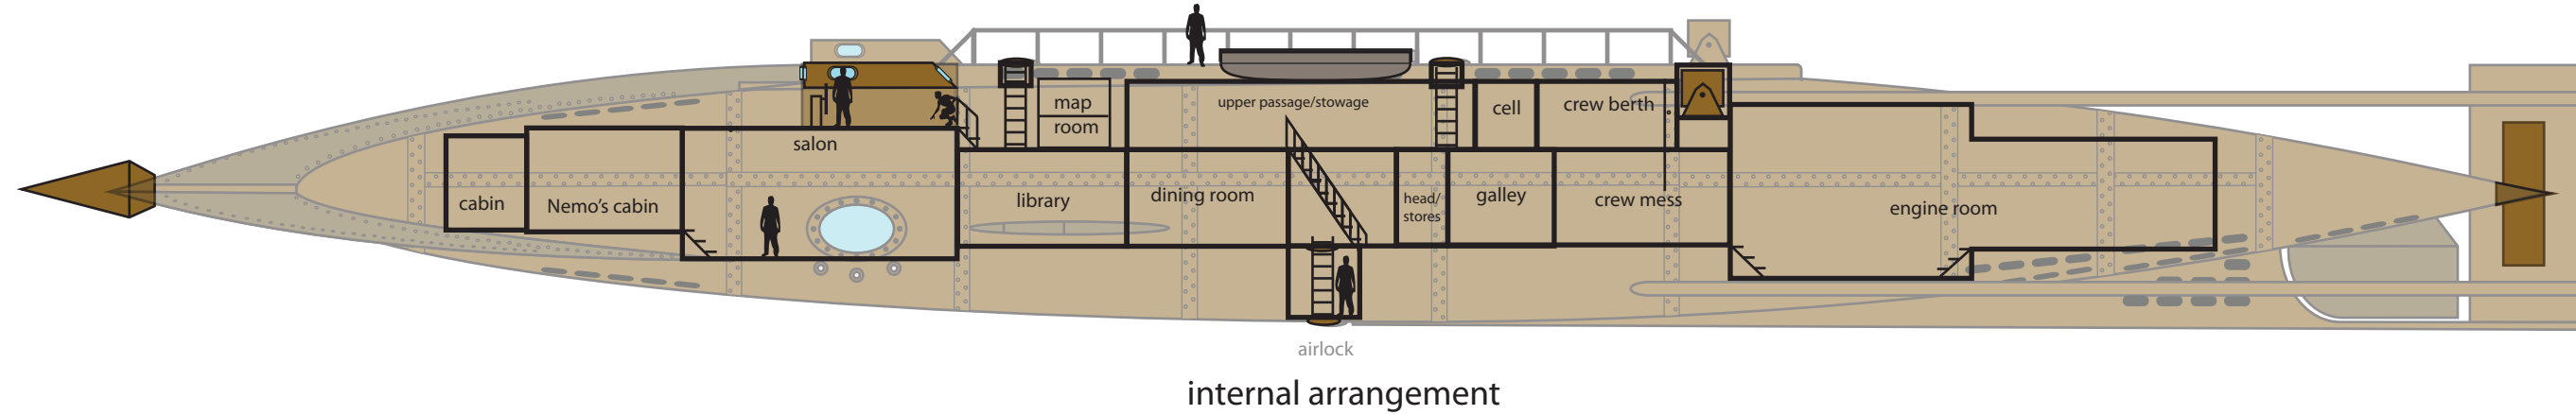 map
room
upper passage/stowage
cell
crew berth
salon
cabin
Nemo's cabin
library
dining room
head/
stores
galley
crew mess
engine room
airlock
internal arrangement